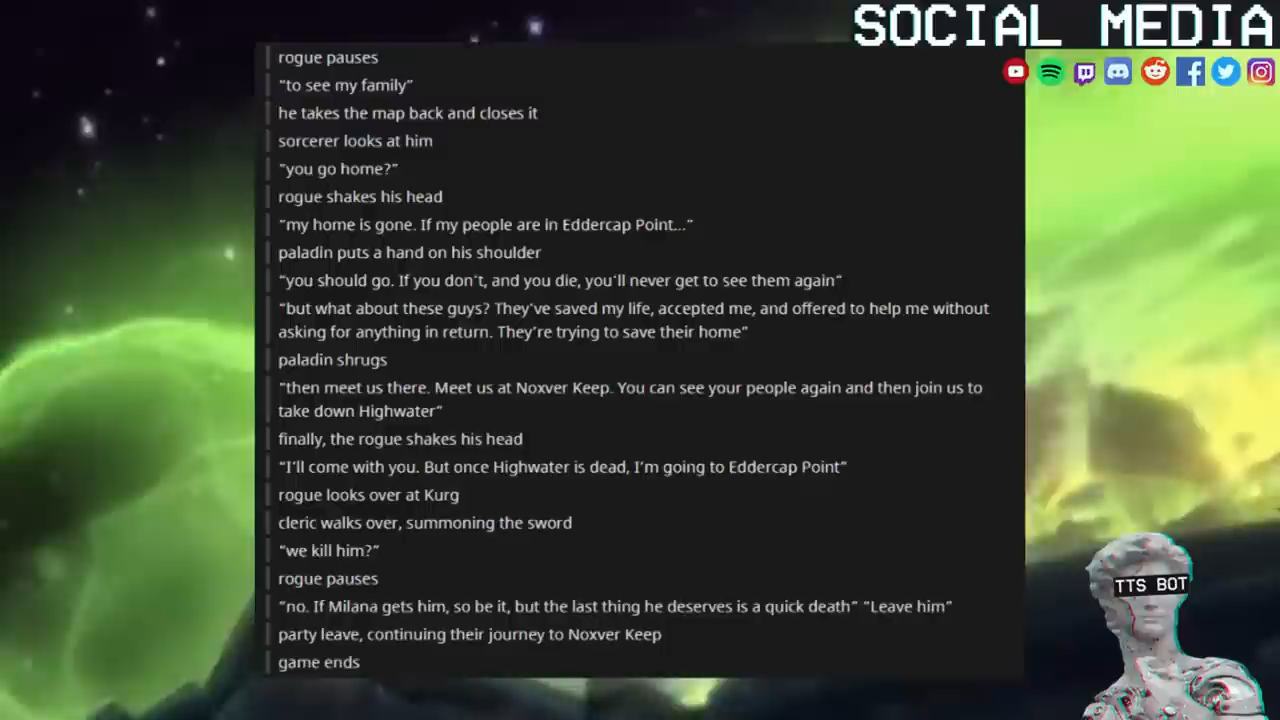 SOCIAL MEDIA
rogue pauses
“to see my family”
he takes the map back and closes it
sorcerer looks at him
“you go home?”
rogue shakes his head
“my home is gone. If my people are in Eddercap Point...”
paladin puts a hand on his shoulder
“you should go. If you don't, and you die, you'll never get to see them again”
“but what about these guys? They've saved my life, accepted me, and offered to help me without
asking for anything in return. They're trying to save their home”
paladin shrugs
“then meet us there. Meet us at Noxver Keep. You can see your people again and then join us to
take down Highwater”
finally, the rogue shakes his head
“I'll come with you. But once Highwater is dead, I'm going to Eddercap Point”
rogue looks over at Kurg
cleric walks over, summoning the sword
“we kill him?”
rogue pauses
“no. If Milana gets him, so be it, but the last thing he deserves is a quick death” “Leave him”
party leave, continuing their journey to Noxver Keep
game ends
TTS BOT